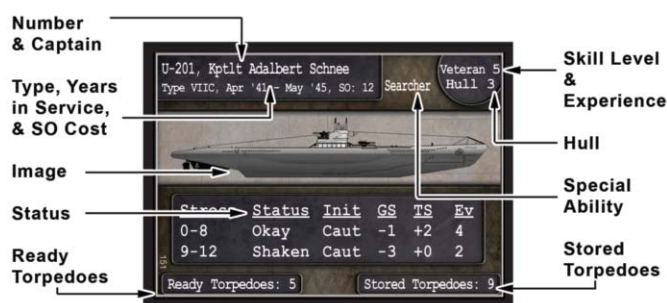 Number
& Captain
Type, Years
in Service,
& SO Cost
Image
Status
Ready
Torpedoes
U-201, Kptlt Adalbert Schnee
Type VIIC, Apr '41 - May '45, SO: 12
Searcher
Veteran 5
Hull 3
Stress Status Init GS TS Ev
0-8 Okay Caut -1 +2 4
9-12 Shaken Caut -3 +0 2
151
Ready Torpedoes: 5
Stored Torpedoes: 9
Skill Level
&
Experience
Hull
Special
Ability
Stored
Torpedoes